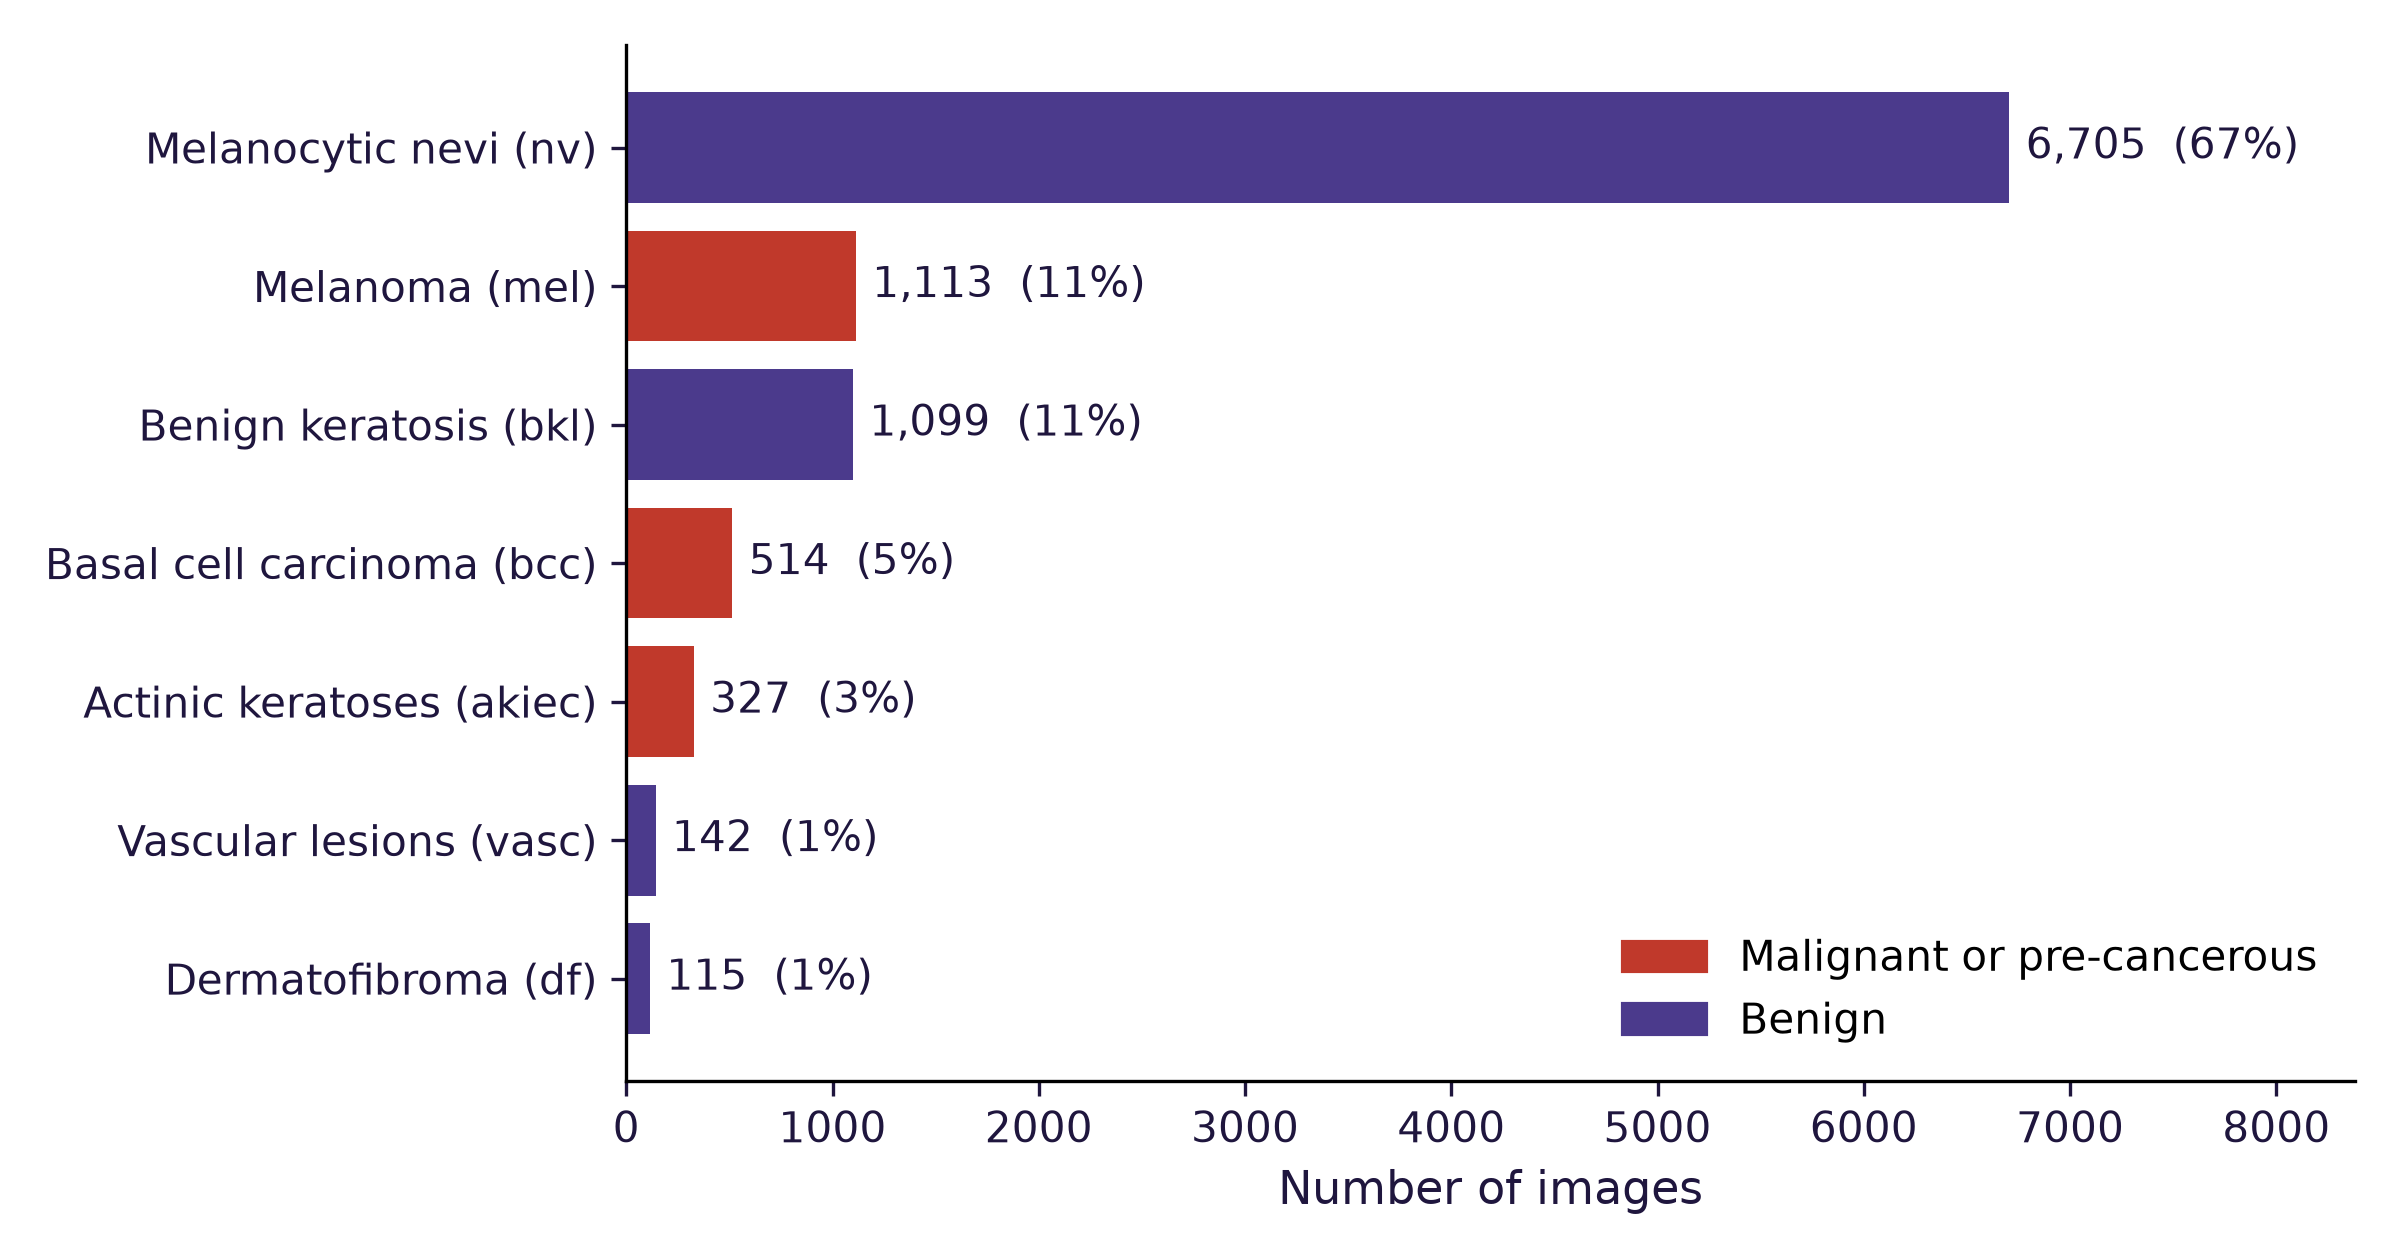 Melanocytic nevi (nv) 6,705 (67%)
Melanoma (mel) 1,113 (11%)
Benign keratosis (bkl) 1,099 (11%)
Basal cell carcinoma (bcc) 514 (5%)
Actinic keratoses (akiec) 327 (3%)
Vascular lesions (vasc) 142 (1%)
Dermatofibroma (df) 115 (1%)
Malignant or pre-cancerous
Benign
0 1000 2000 3000 4000 5000 6000 7000 8000
Number of images